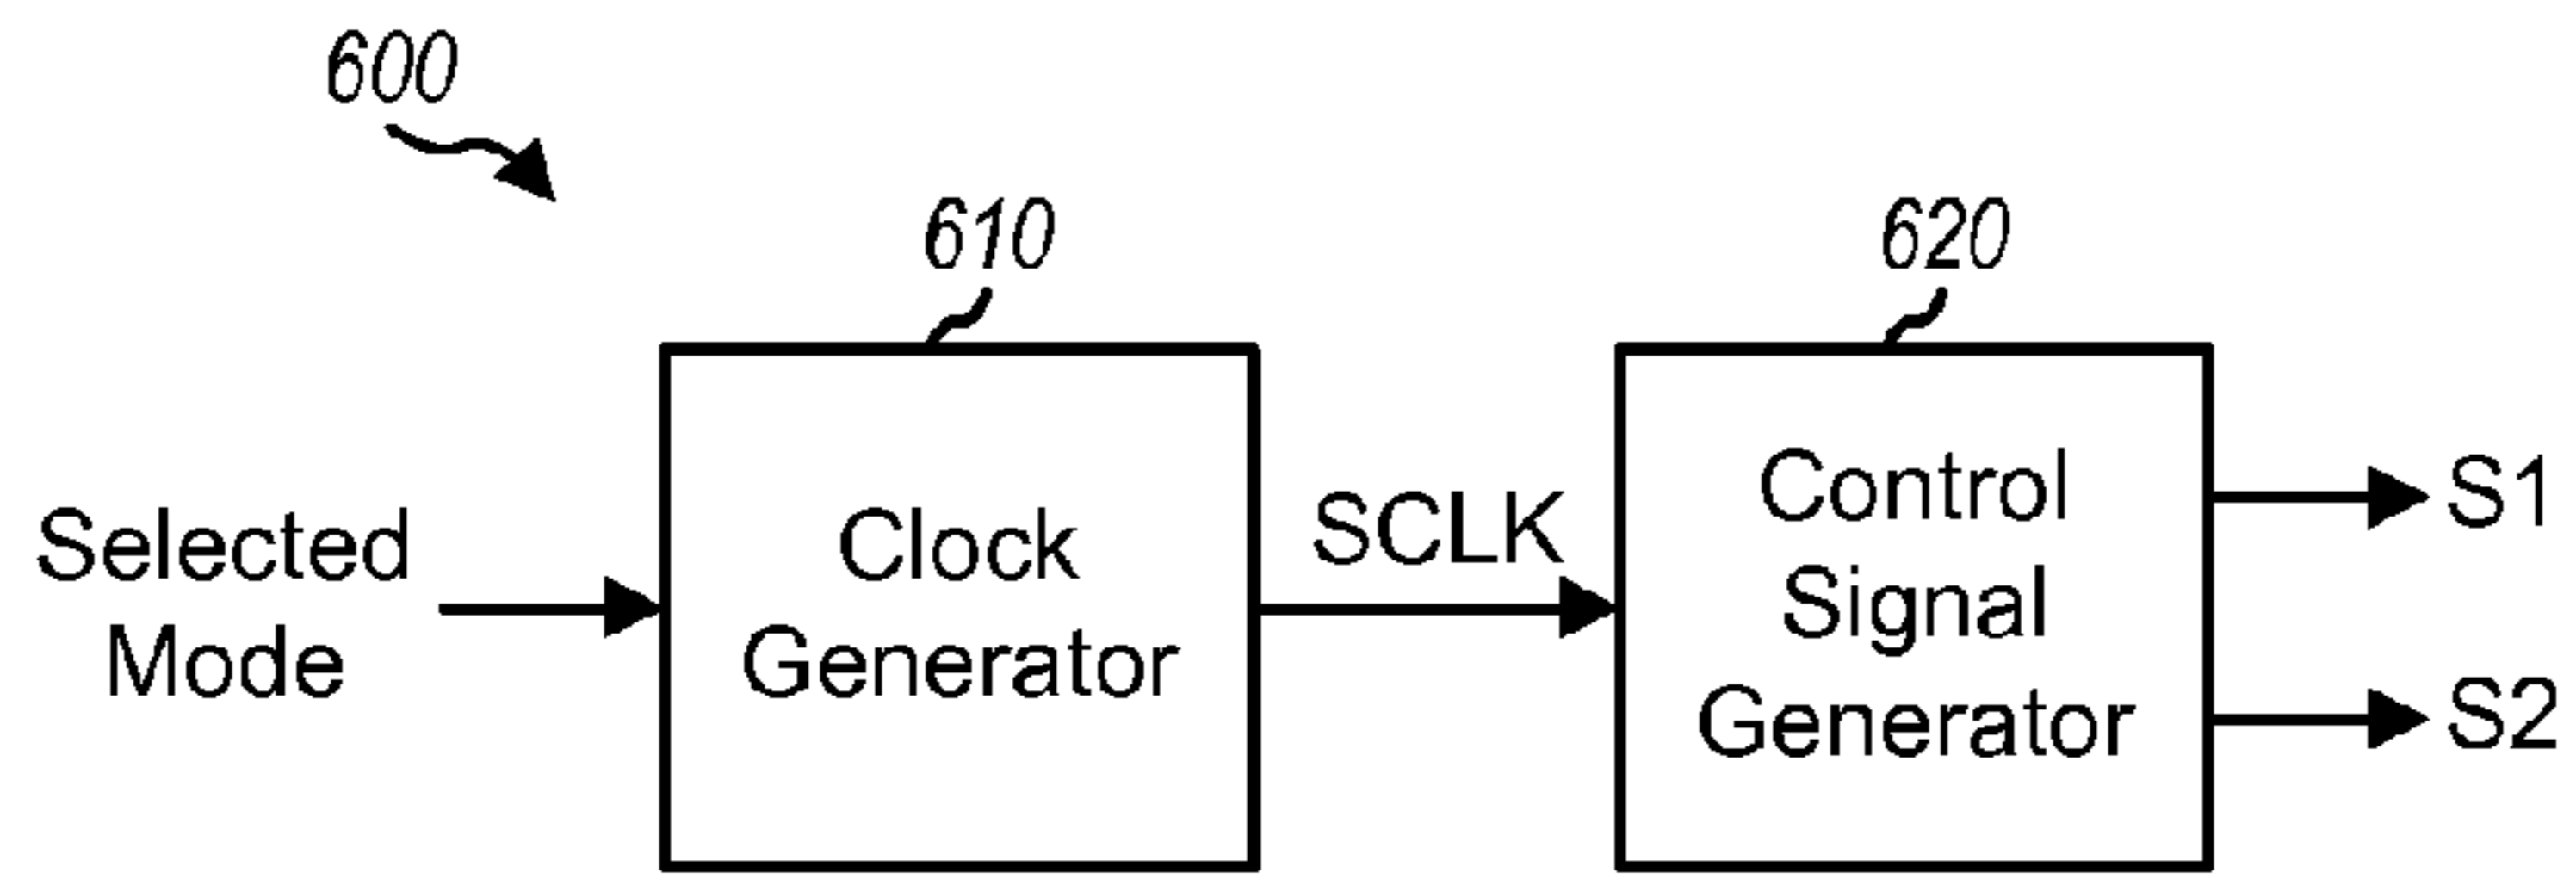 600
610
620
Selected
Mode
Clock
Generator
SCLK
Control
Signal
Generator
S1
S2